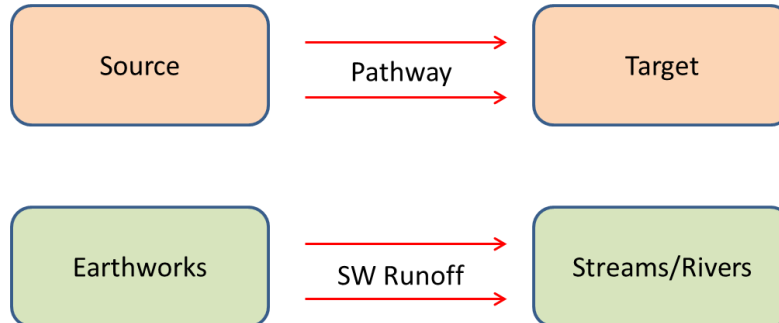 Source
Pathway
Target
Earthworks
SW Runoff
Streams/Rivers